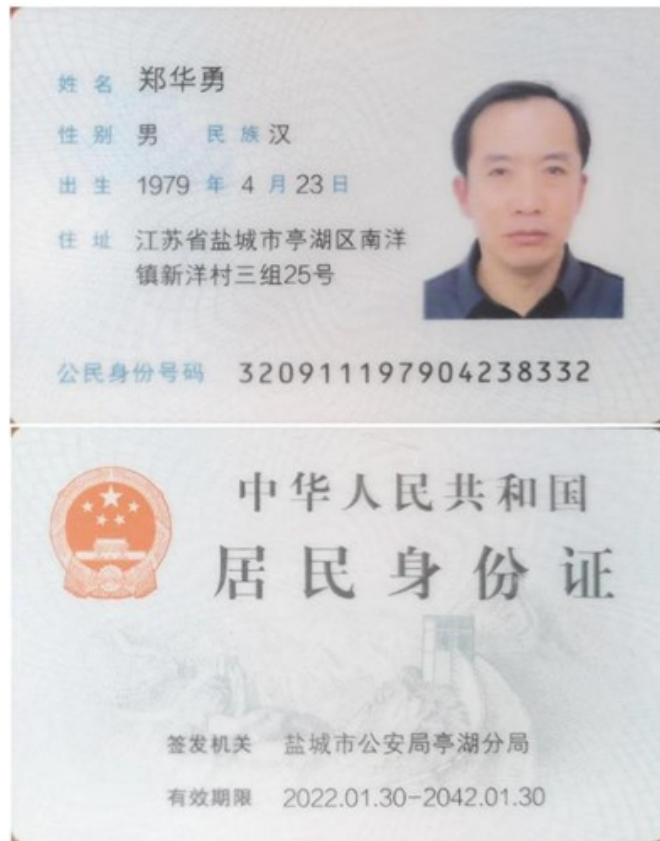 姓名 郑华勇
性别 男 民族 汉
出生 1979 年 4 月 23 日
住址 江苏省盐城市亭湖区南洋
镇新洋村三组25号
公民身份号码 320911197904238332
中华人民共和国
居民身份证
签发机关 盐城市公安局亭湖分局
有效期限 2022.01.30-2042.01.30